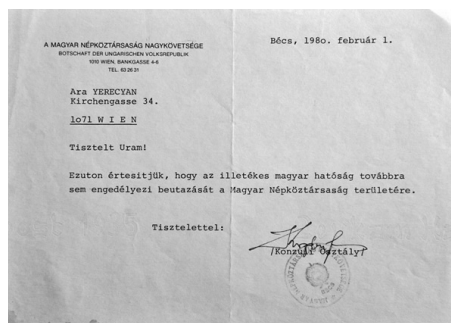 A MAGYAR NÉPKÖZTÁRSASÁG NAGYKÖVETSÉGE
BOTSCHAFT DER UNGARISCHEN VOLKSREPUBLIK
1010 WIEN, BANKGASSE 4-6
TEL. 63 26 31
Bécs, 198o. február 1.
Ara YERECYAN
Kirchengasse 34.
1o71 W I E N
Tisztelt Uram!
Ezuton értesitjük, hogy az illetékes magyar hatóság továbbra
sem engedélyezi beutazását a Magyar Népköztársaság területére.
Tisztelettel:
/Konzuli Osztály/